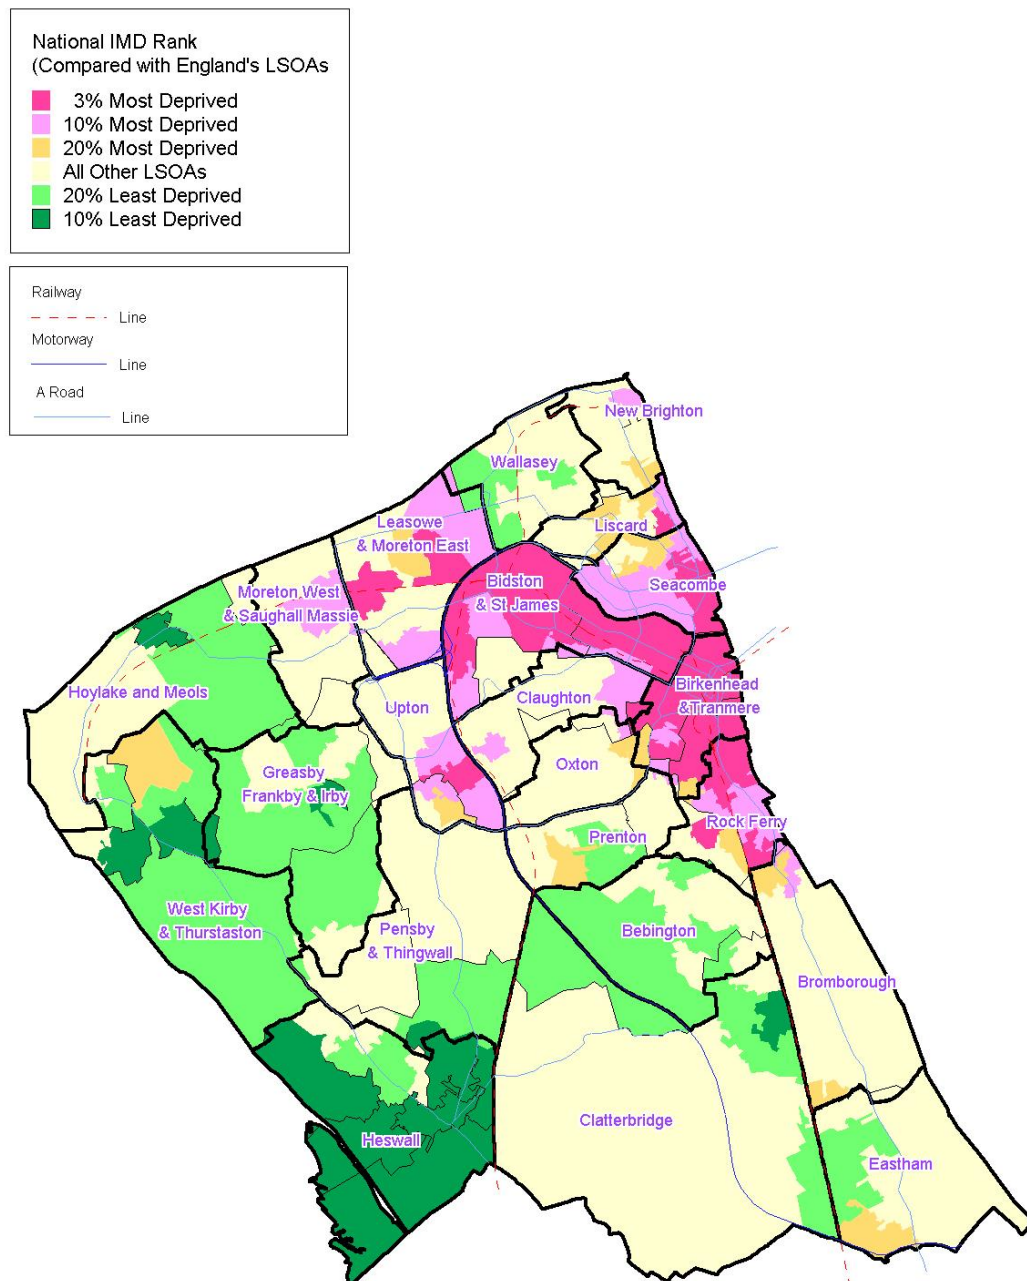 National IMD Rank
(Compared with England's LSOAs
3% Most Deprived
10% Most Deprived
20% Most Deprived
All Other LSOAs
20% Least Deprived
10% Least Deprived
Railway
Line
Motorway
Line
A Road
Line
New Brighton
Wallasey
Leasowe
& Moreton East
Liscard
Bidston
& St James
Seacombe
Moreton West
& Saughall Massie
Hoylake and Meols
Upton
Claughton
Birkenhead
&Tranmere
Greasby
Frankby & Irby
Oxton
Prenton
Rock Ferry
West Kirby
& Thurstaston
Pensby
& Thingwall
Bebington
Bromborough
Clatterbridge
Heswall
Eastham